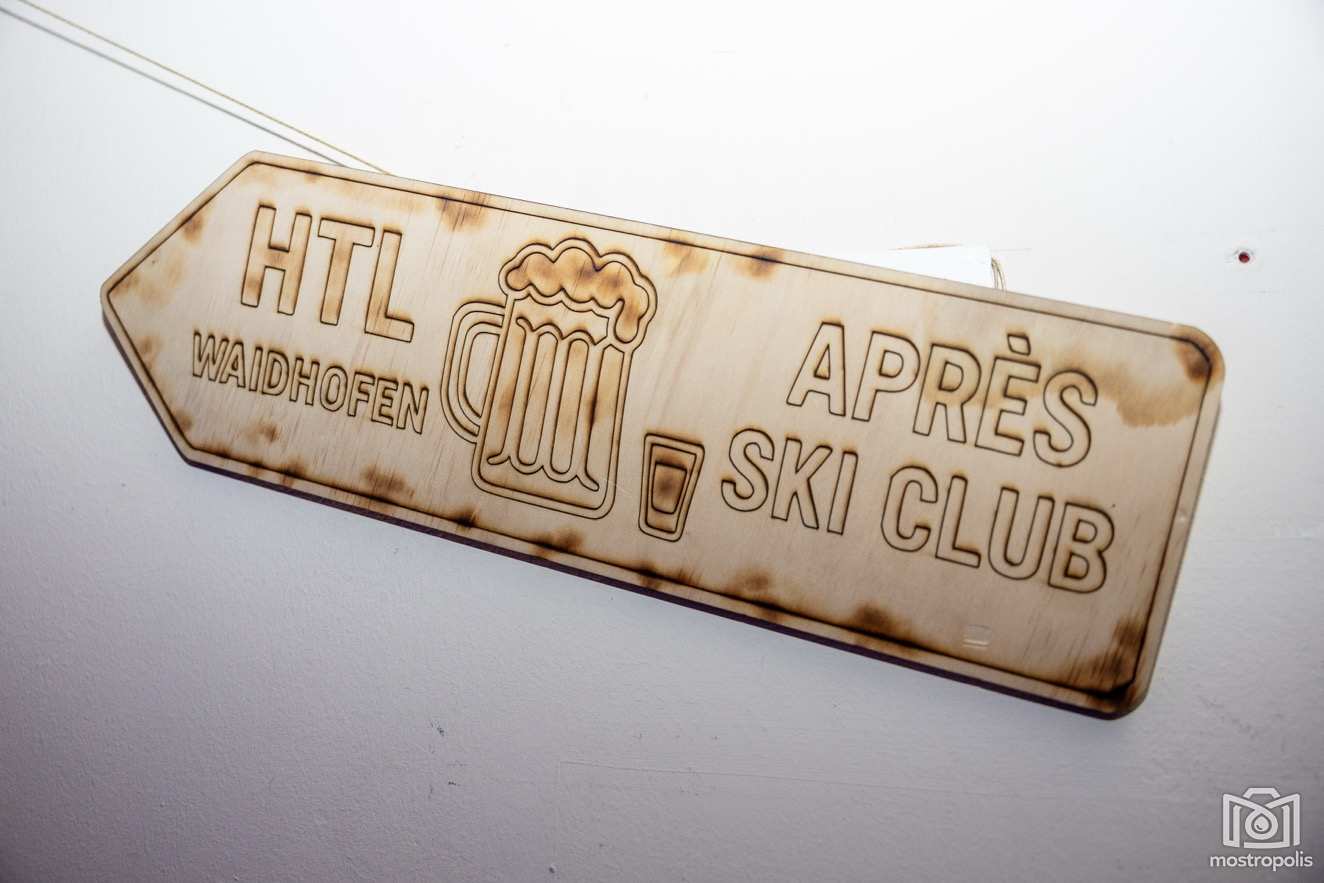 HTL
WAIDHOFEN
APRÈS
SKI CLUB
mostropolis